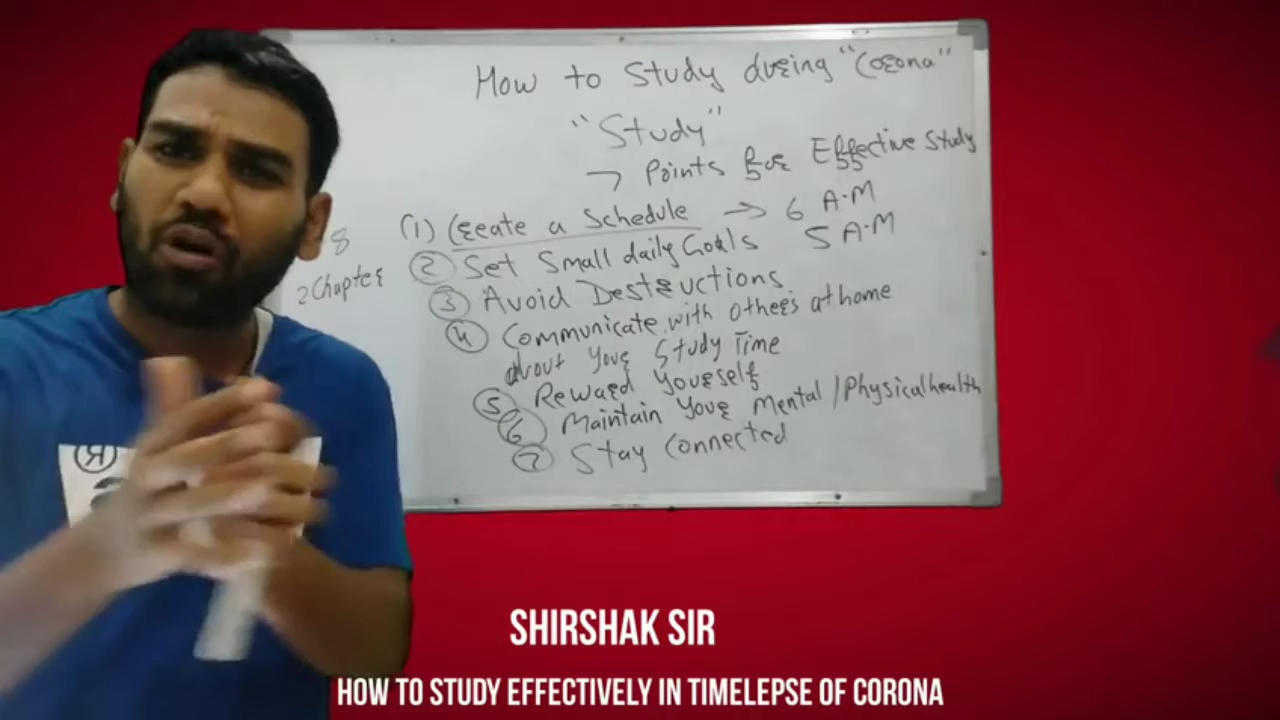 How to Study during "Corona"
"Study"
7 Points for Effective Study
(1) Create a Schedule → 6 A.M
5 A.M
8
2 Chapter
② Set Small daily Goals
③ Avoid Destructions
④ Communicate with others at home
about Your Study Time
⑤ Reward Yourself
⑥ Maintain Your Mental / Physical health
⑦ Stay Connected
(Я)
SHIRSHAK SIR
HOW TO STUDY EFFECTIVELY IN TIMELEPSE OF CORONA